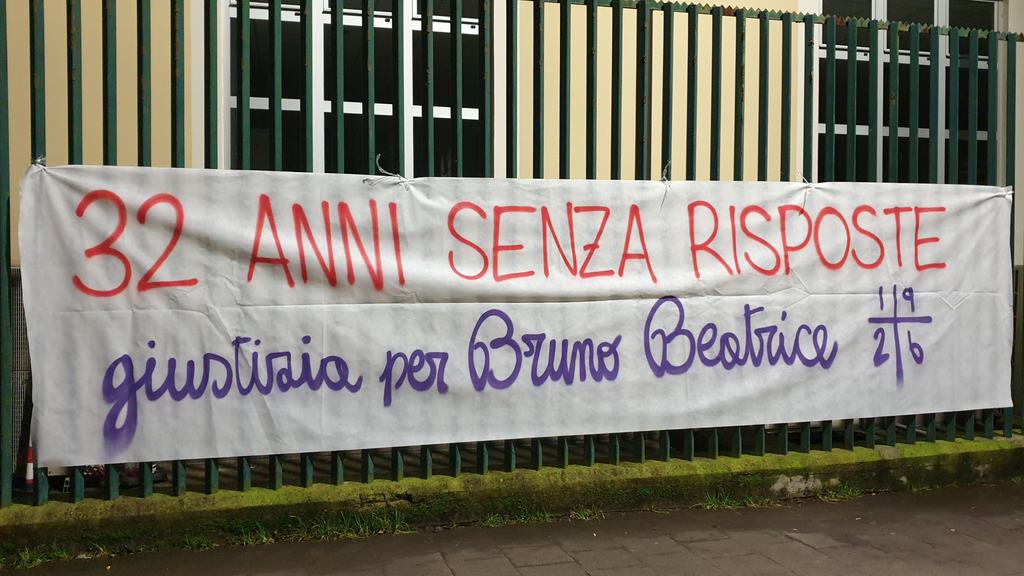 32 ANNI SENZA RISPOSTE
giustizia per Bruno Beatrice
1 9
2 6